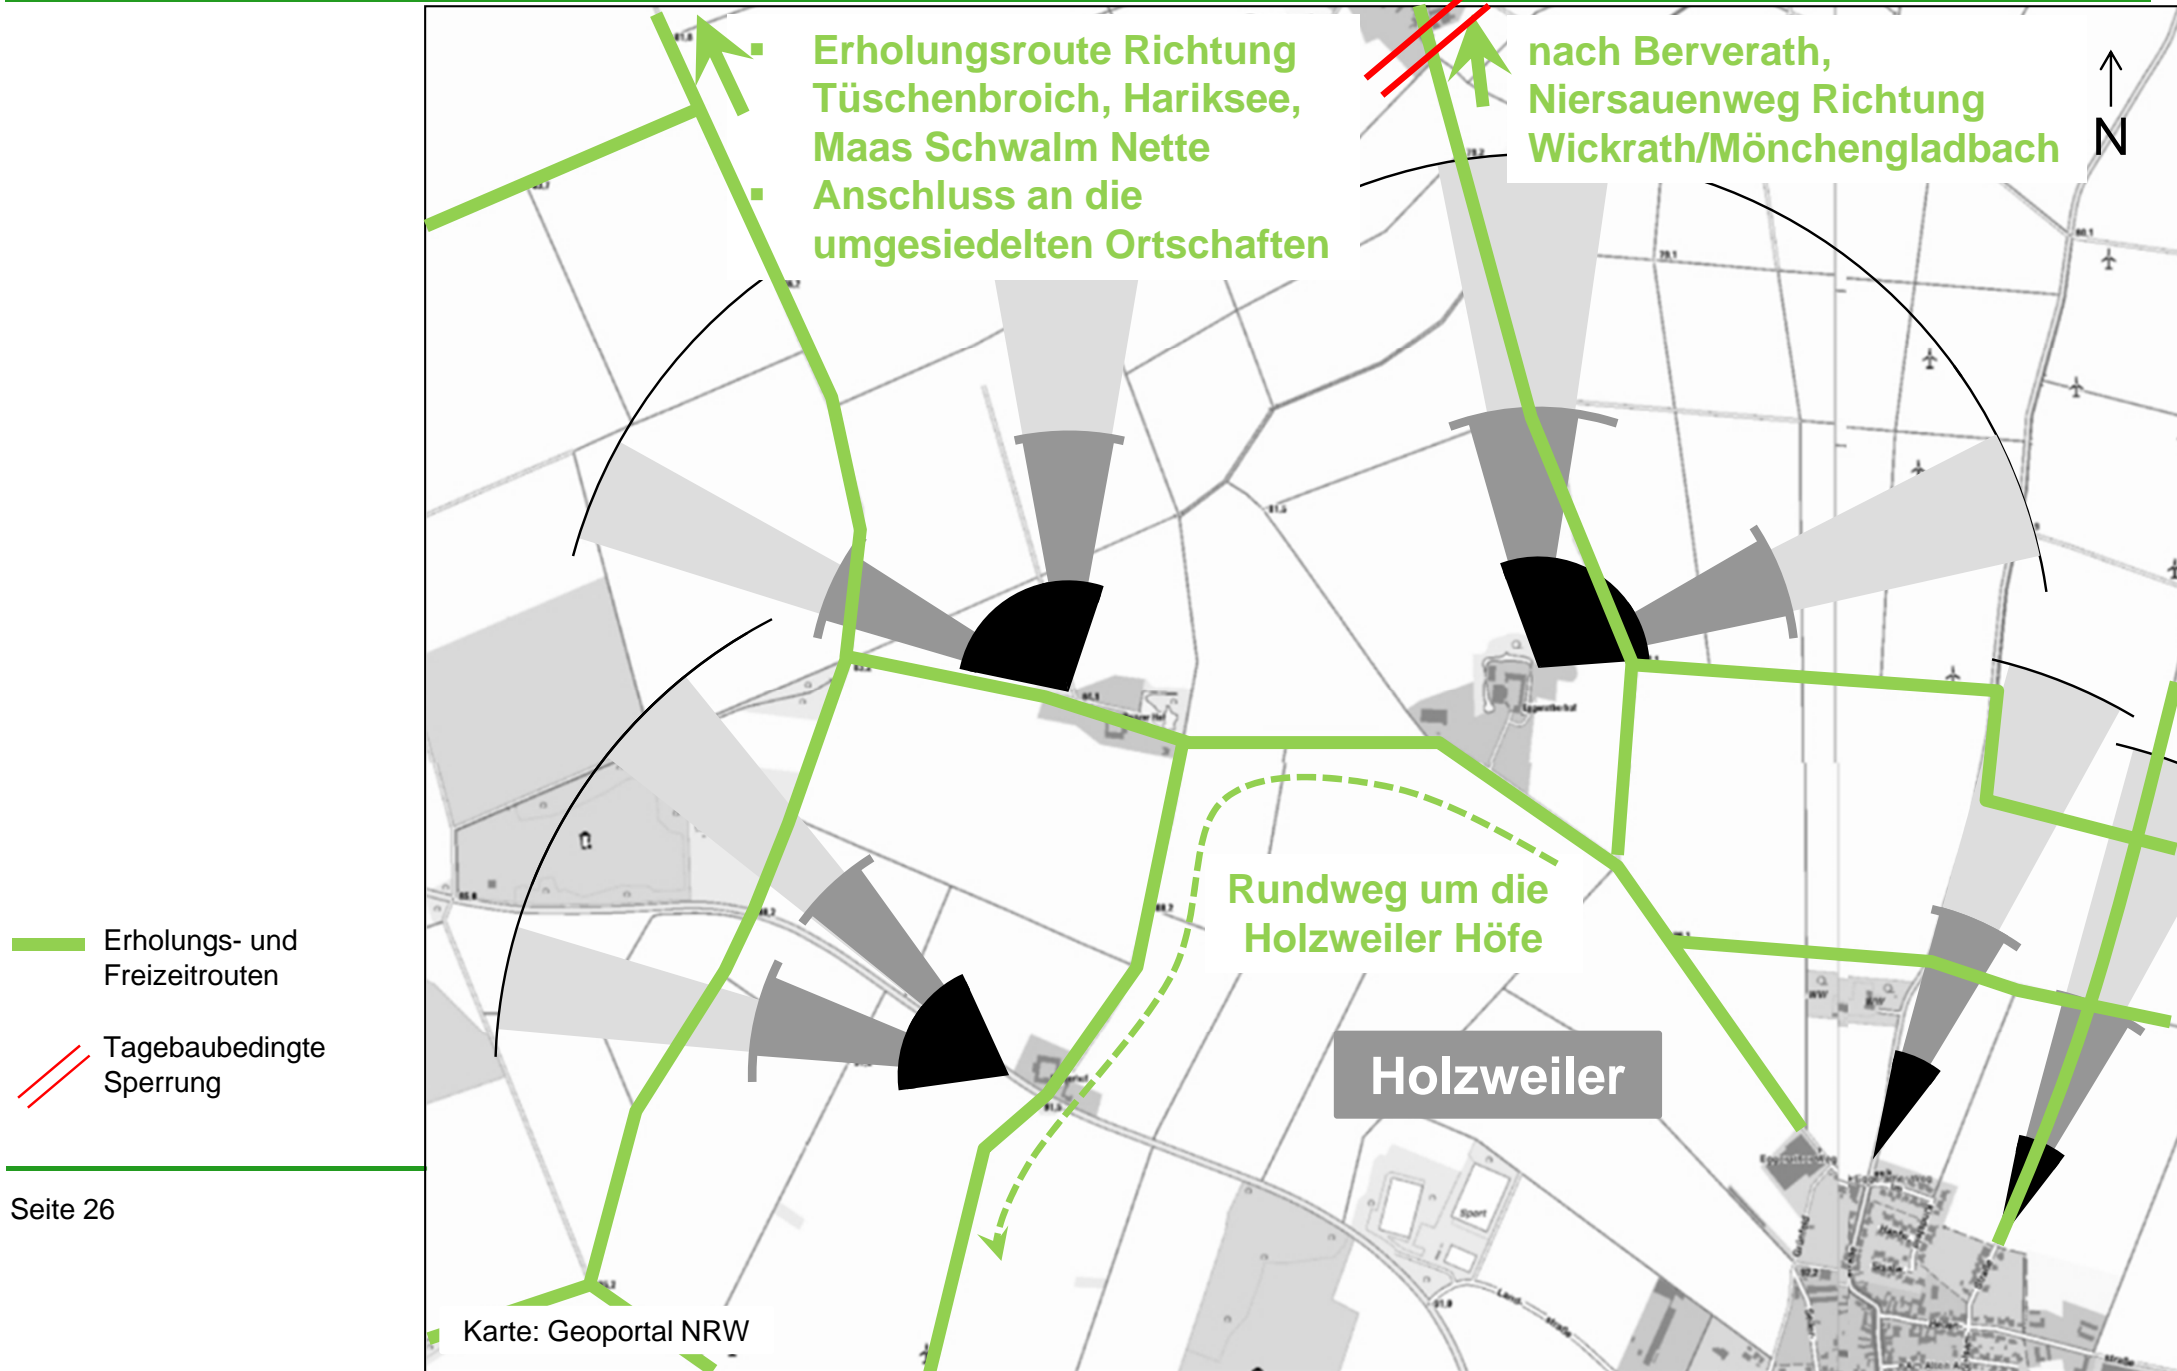 Erholungsroute Richtung
Tüschenbroich, Hariksee,
Maas Schwalm Nette
Anschluss an die
umgesiedelten Ortschaften
nach Berverath,
Niersauenweg Richtung
Wickrath/Mönchengladbach
N
Rundweg um die
Holzweiler Höfe
Holzweiler
Sport
Erholungs- und
Freizeitrouten
Tagebaubedingte
Sperrung
Seite 26
Karte: Geoportal NRW